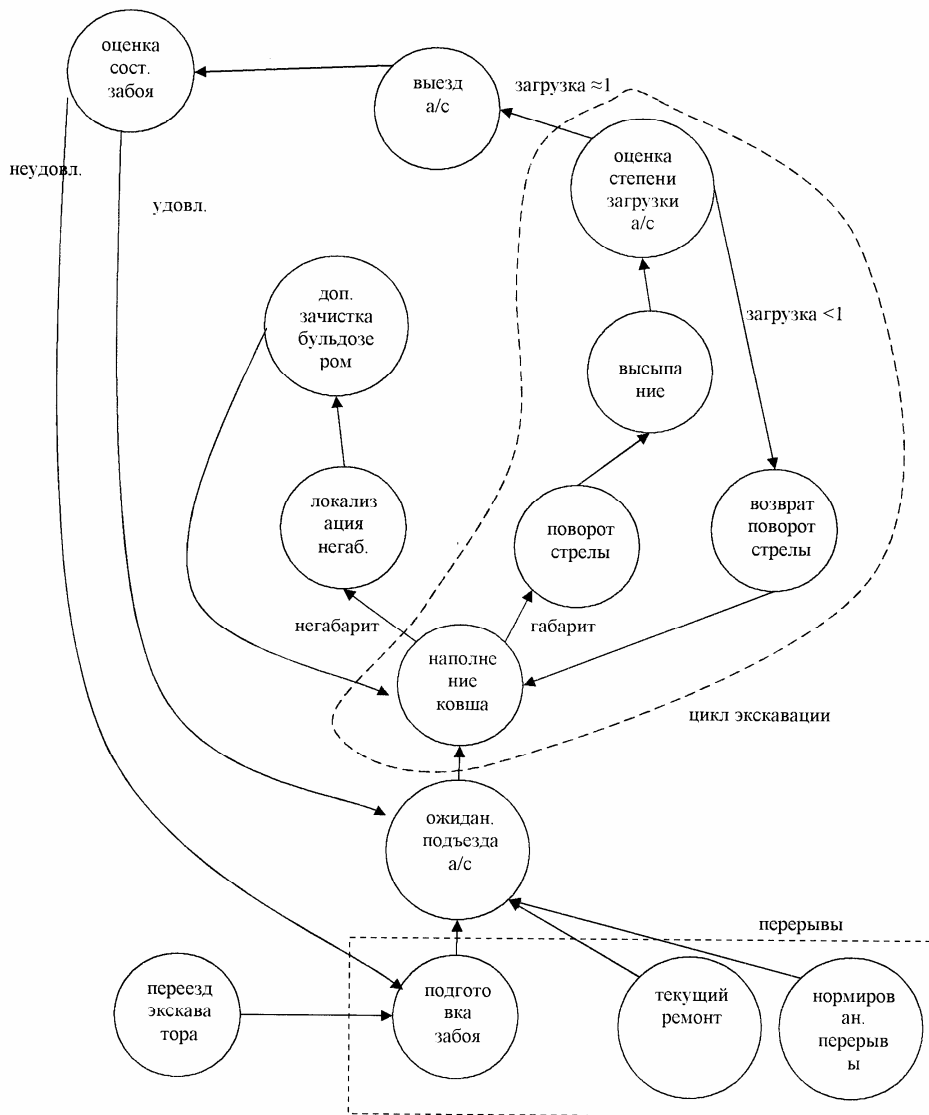 оценка
сост.
забоя
выезд
а/с
загрузка ≈1
оценка
степени
загрузки
а/с
неудовл.
удовл.
доп.
зачистка
бульдозе
ром
загрузка <1
высыпа
ние
локализ
ация
негаб.
поворот
стрелы
возврат
поворот
стрелы
негабарит
габарит
наполне
ние
ковша
цикл экскавации
ожидан.
подъезда
а/с
перерывы
переезд
экскава
тора
подгото
вка
забоя
текущий
ремонт
нормиров
ан.
перерыв
ы